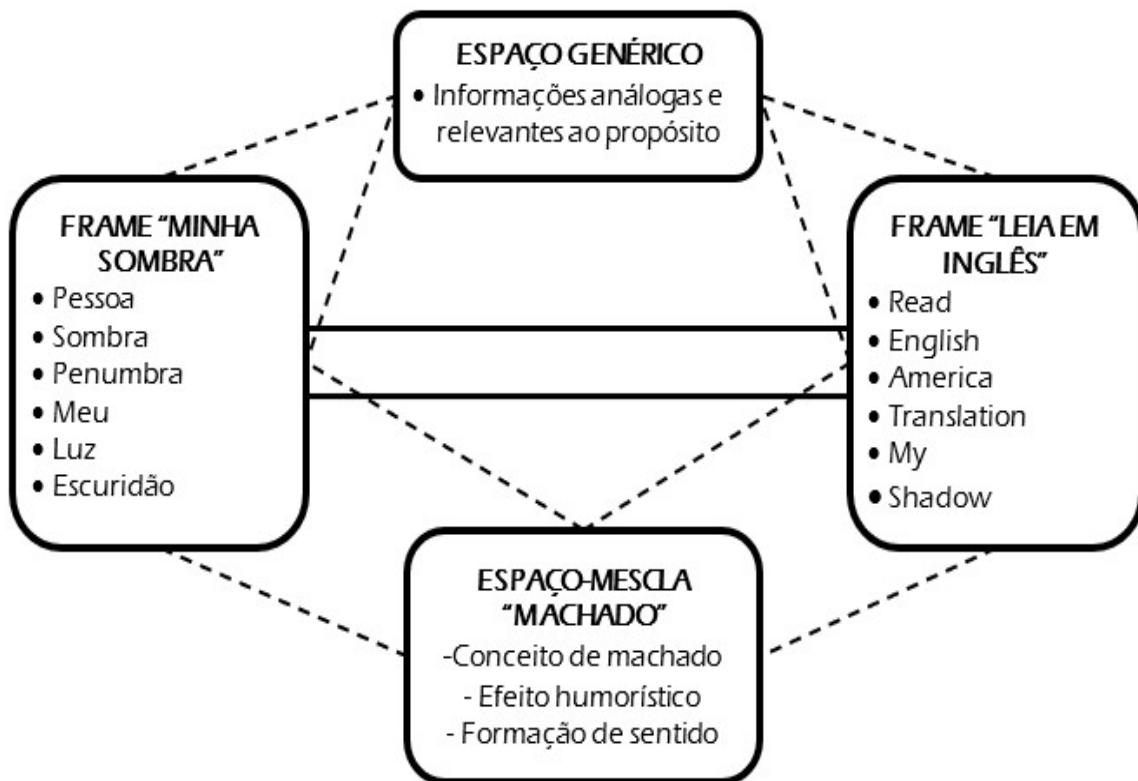 ESPAÇO GENÉRICO
• Informações análogas e
relevantes ao propósito
FRAME “MINHA
SOMBRA”
• Pessoa
• Sombra
• Penumbra
• Meu
• Luz
• Escuridão
FRAME “LEIA EM
INGLÊS”
• Read
• English
• America
• Translation
• My
• Shadow
ESPAÇO-MESCLA
“MACHADO”
-Conceito de machado
- Efeito humorístico
- Formação de sentido